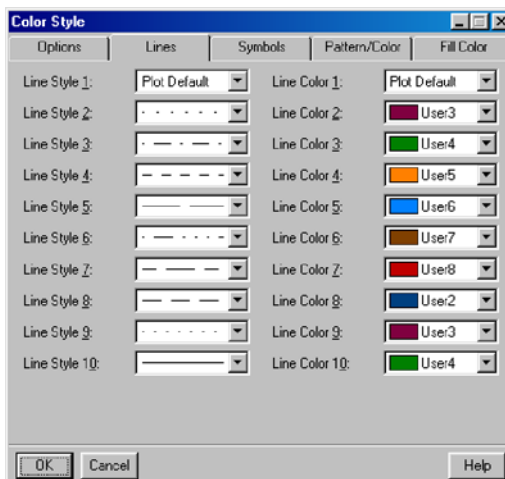 Color Style
Options Lines Symbols Pattern/Color Fill Color
Line Style 1: Plot Default Line Color 1: Plot Default
Line Style 2: Line Color 2: User3
Line Style 3: Line Color 3: User4
Line Style 4: Line Color 4: User5
Line Style 5: Line Color 5: User6
Line Style 6: Line Color 6: User7
Line Style 7: Line Color 7: User8
Line Style 8: Line Color 8: User2
Line Style 9: Line Color 9: User3
Line Style 10: Line Color 10: User4
OK Cancel Help